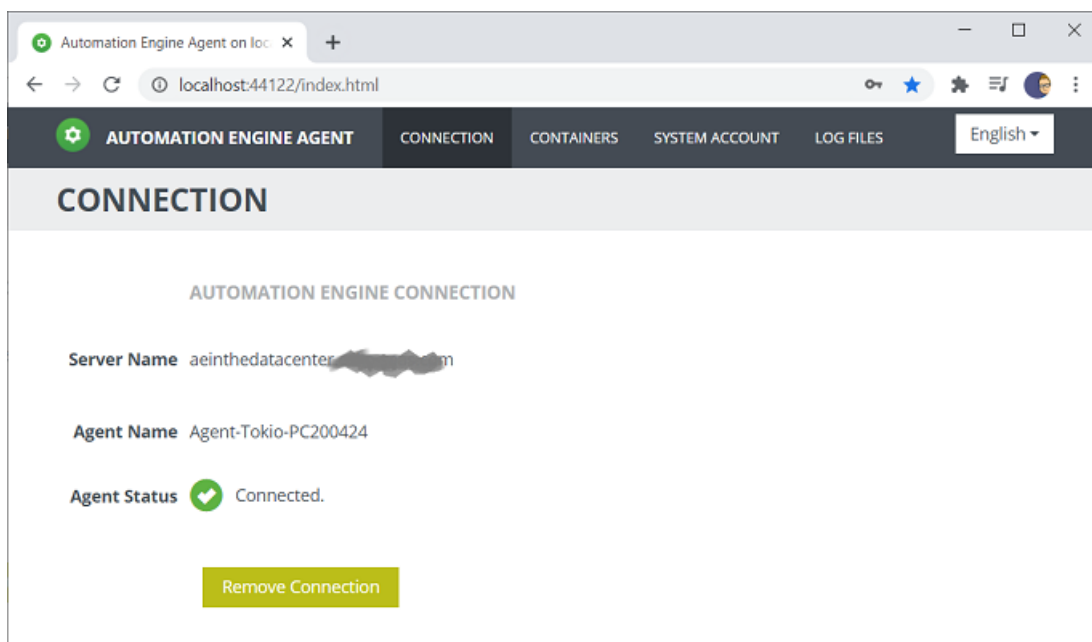 Automation Engine Agent on loc
localhost:44122/index.html
AUTOMATION ENGINE AGENT CONNECTION CONTAINERS SYSTEM ACCOUNT LOG FILES English
CONNECTION
AUTOMATION ENGINE CONNECTION
Server Name aeinthedatacenter m
Agent Name Agent-Tokio-PC200424
Agent Status Connected.
Remove Connection